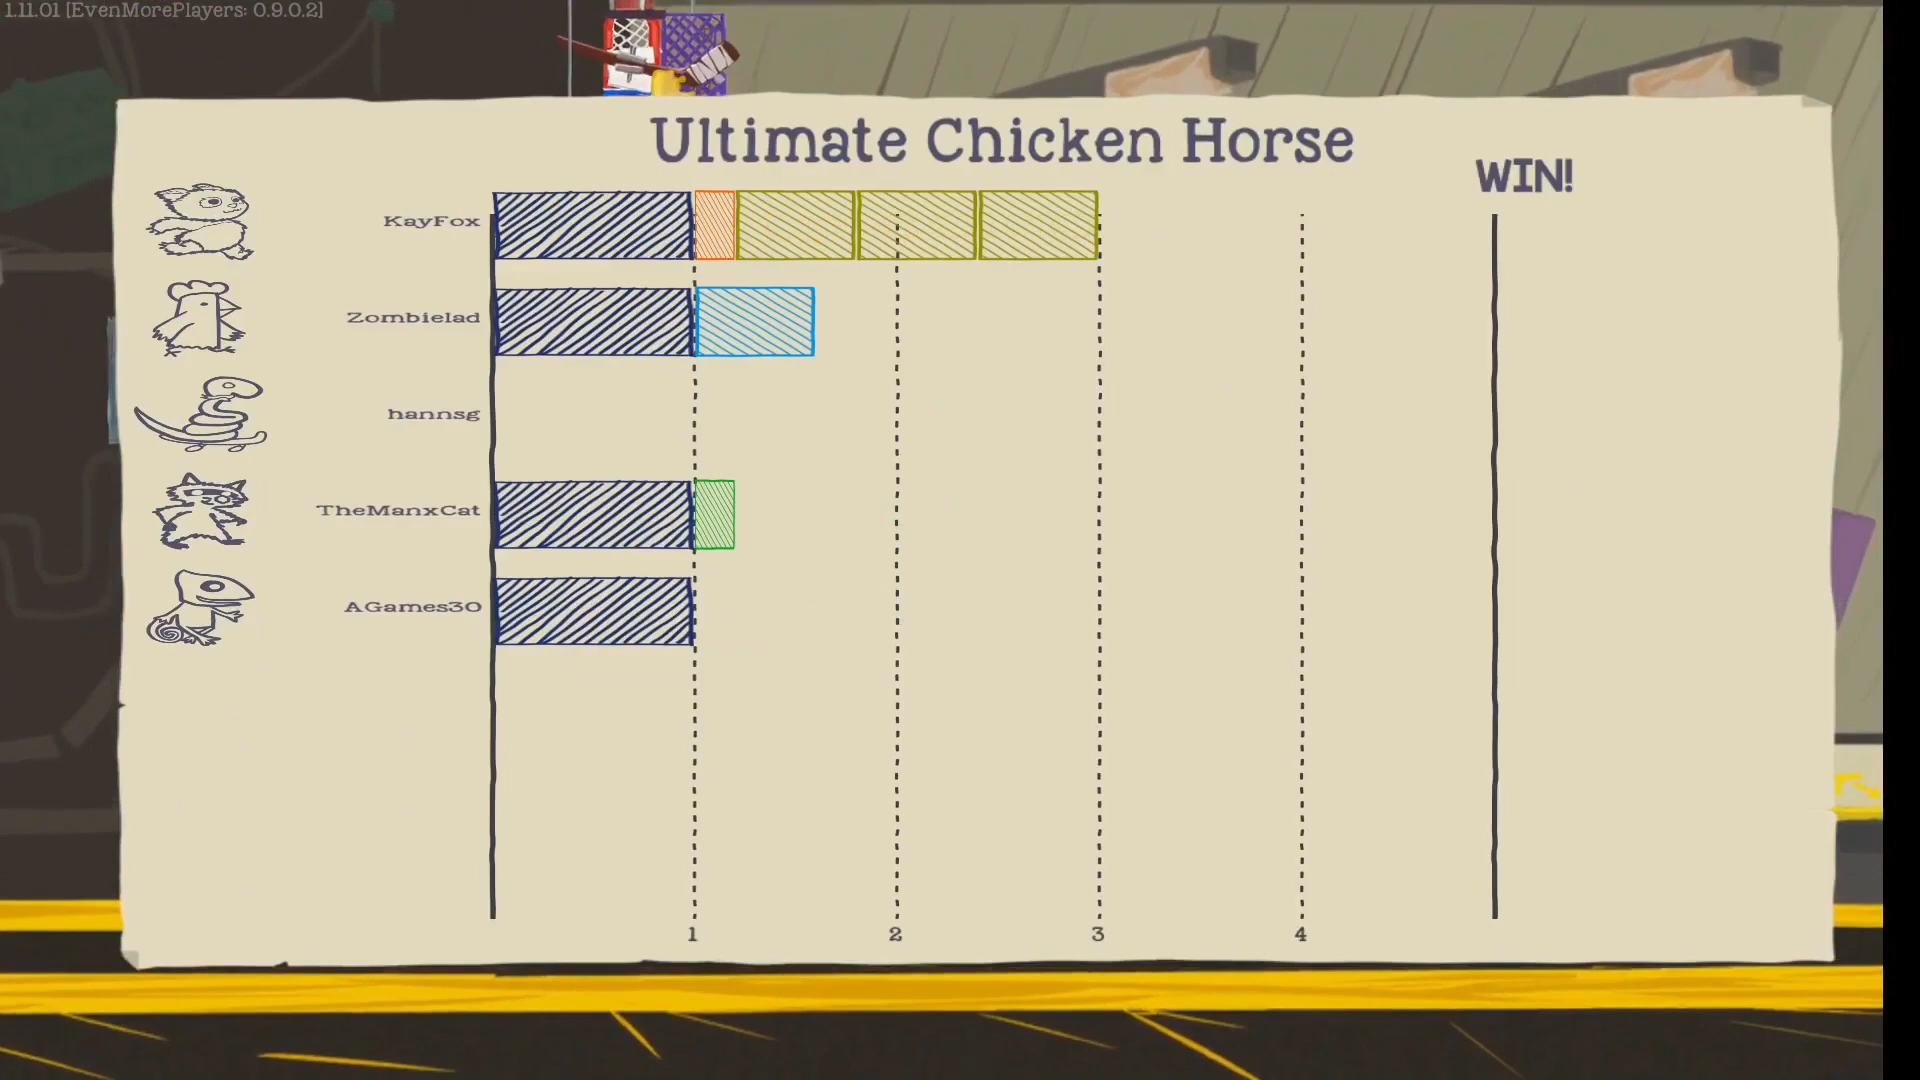 1.11.01 [EvenMorePlayers: 0.9.0.2]
Ultimate Chicken Horse
WIN!
KayFox
Zombielad
hannsg
TheManxCat
AGames30
1 2 3 4